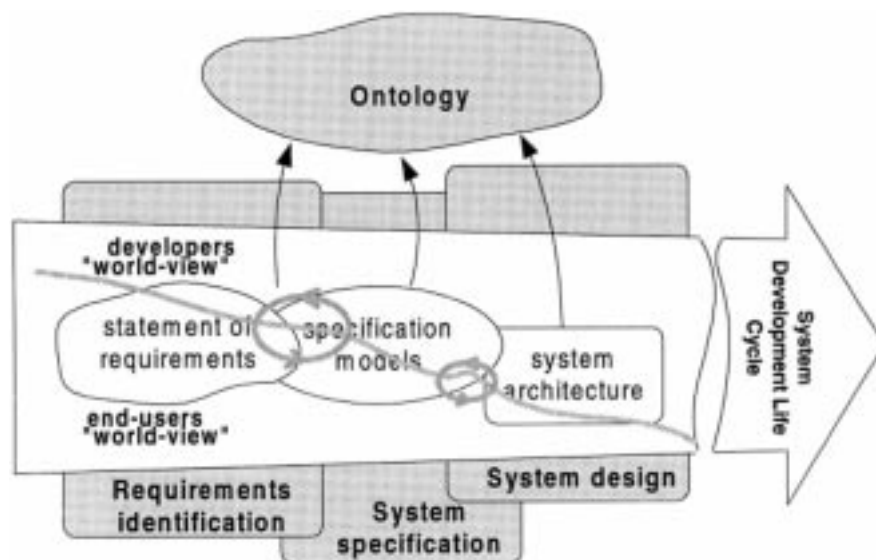 Ontology
developers
"world-view"
statement of
requirements
specification
models
system
architecture
end-users
"world-view"
Requirements
identification
System
specification
System design
System
Development Life
Cycle